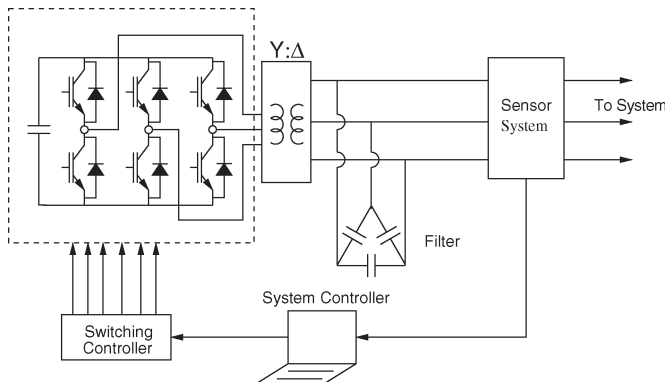 Y:Δ
Sensor
System
To System
Filter
System Controller
Switching
Controller